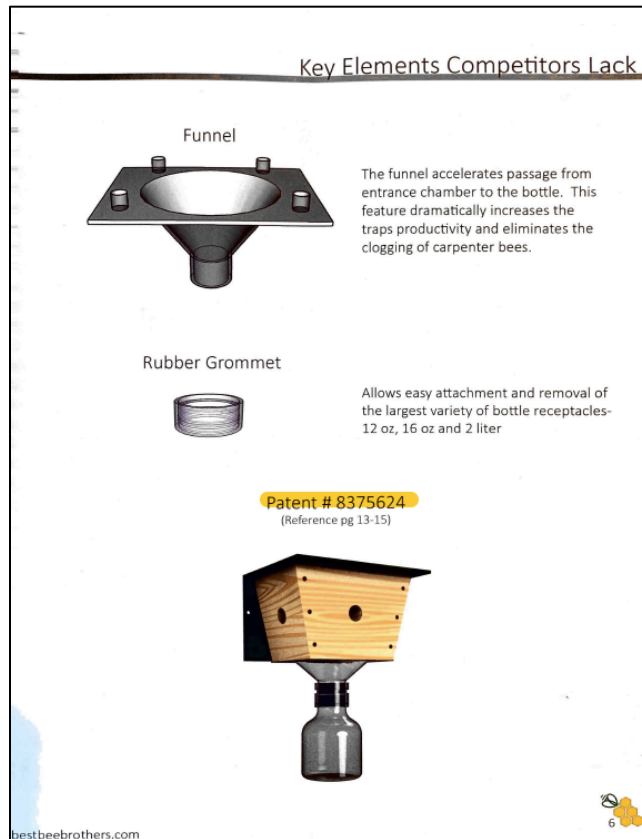 Key Elements Competitors Lack
Funnel
The funnel accelerates passage from
entrance chamber to the bottle. This
feature dramatically increases the
traps productivity and eliminates the
clogging of carpenter bees.
Rubber Grommet
Allows easy attachment and removal of
the largest variety of bottle receptacles-
12 oz, 16 oz and 2 liter
Patent # 8375624
(Reference pg 13-15)
6
bestbeebrothers.com